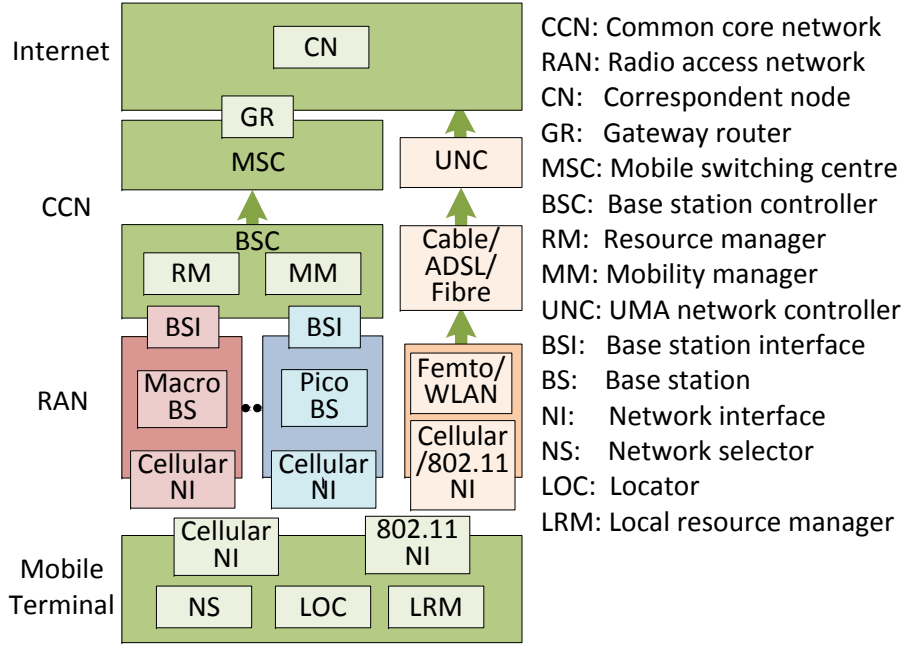 Internet
CN
GR
MSC
UNC
CCN
BSC
RM
MM
Cable/
ADSL/
Fibre
BSI
BSI
RAN
Macro
BS
Pico
BS
Femto/
WLAN
Cellular
NI
Cellular
NI
Cellular
/802.11
NI
Cellular
NI
802.11
NI
Mobile
Terminal
NS
LOC
LRM
CCN: Common core network
RAN: Radio access network
CN: Correspondent node
GR: Gateway router
MSC: Mobile switching centre
BSC: Base station controller
RM: Resource manager
MM: Mobility manager
UNC: UMA network controller
BSI: Base station interface
BS: Base station
NI: Network interface
NS: Network selector
LOC: Locator
LRM: Local resource manager